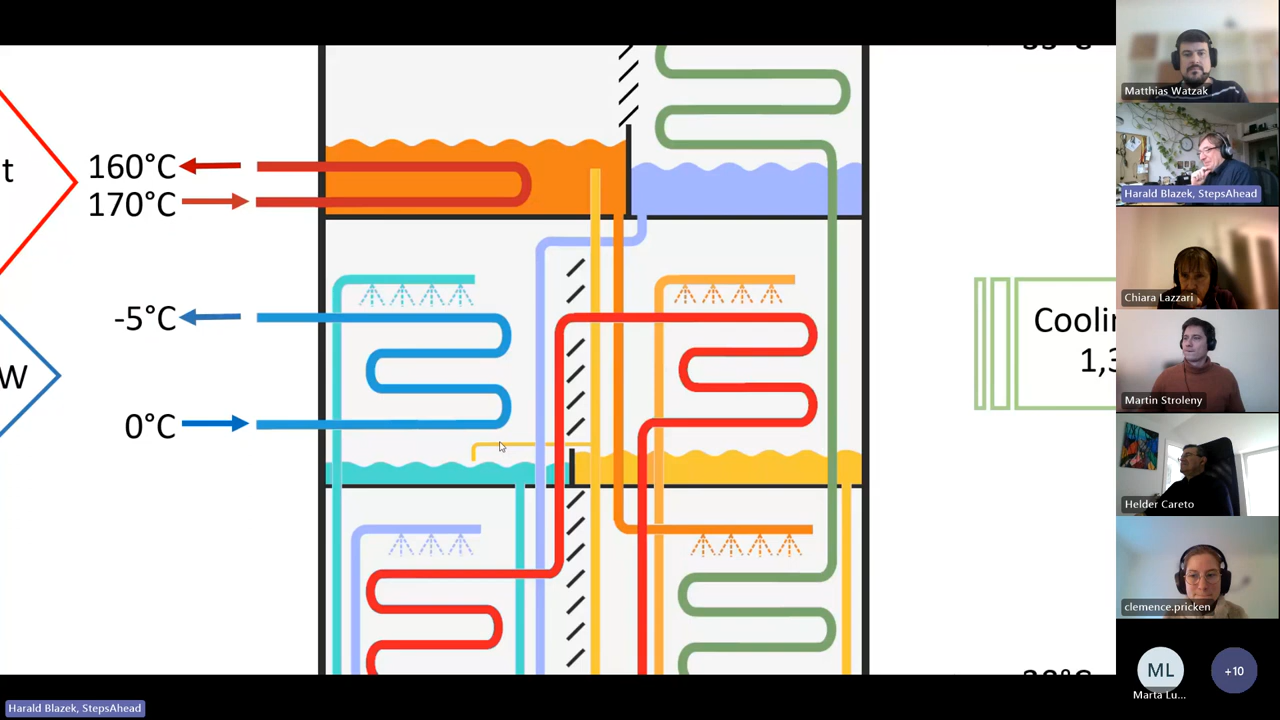 t
160°C
170°C
-5°C
W
0°C
1,3
Matthias Watzak
Harald Blazek, StepsAhead
Chiara Lazzari
Martin Stroleny
Helder Careto
clemence.pricken
ML
+10
Marta Lu...
Harald Blazek, StepsAhead